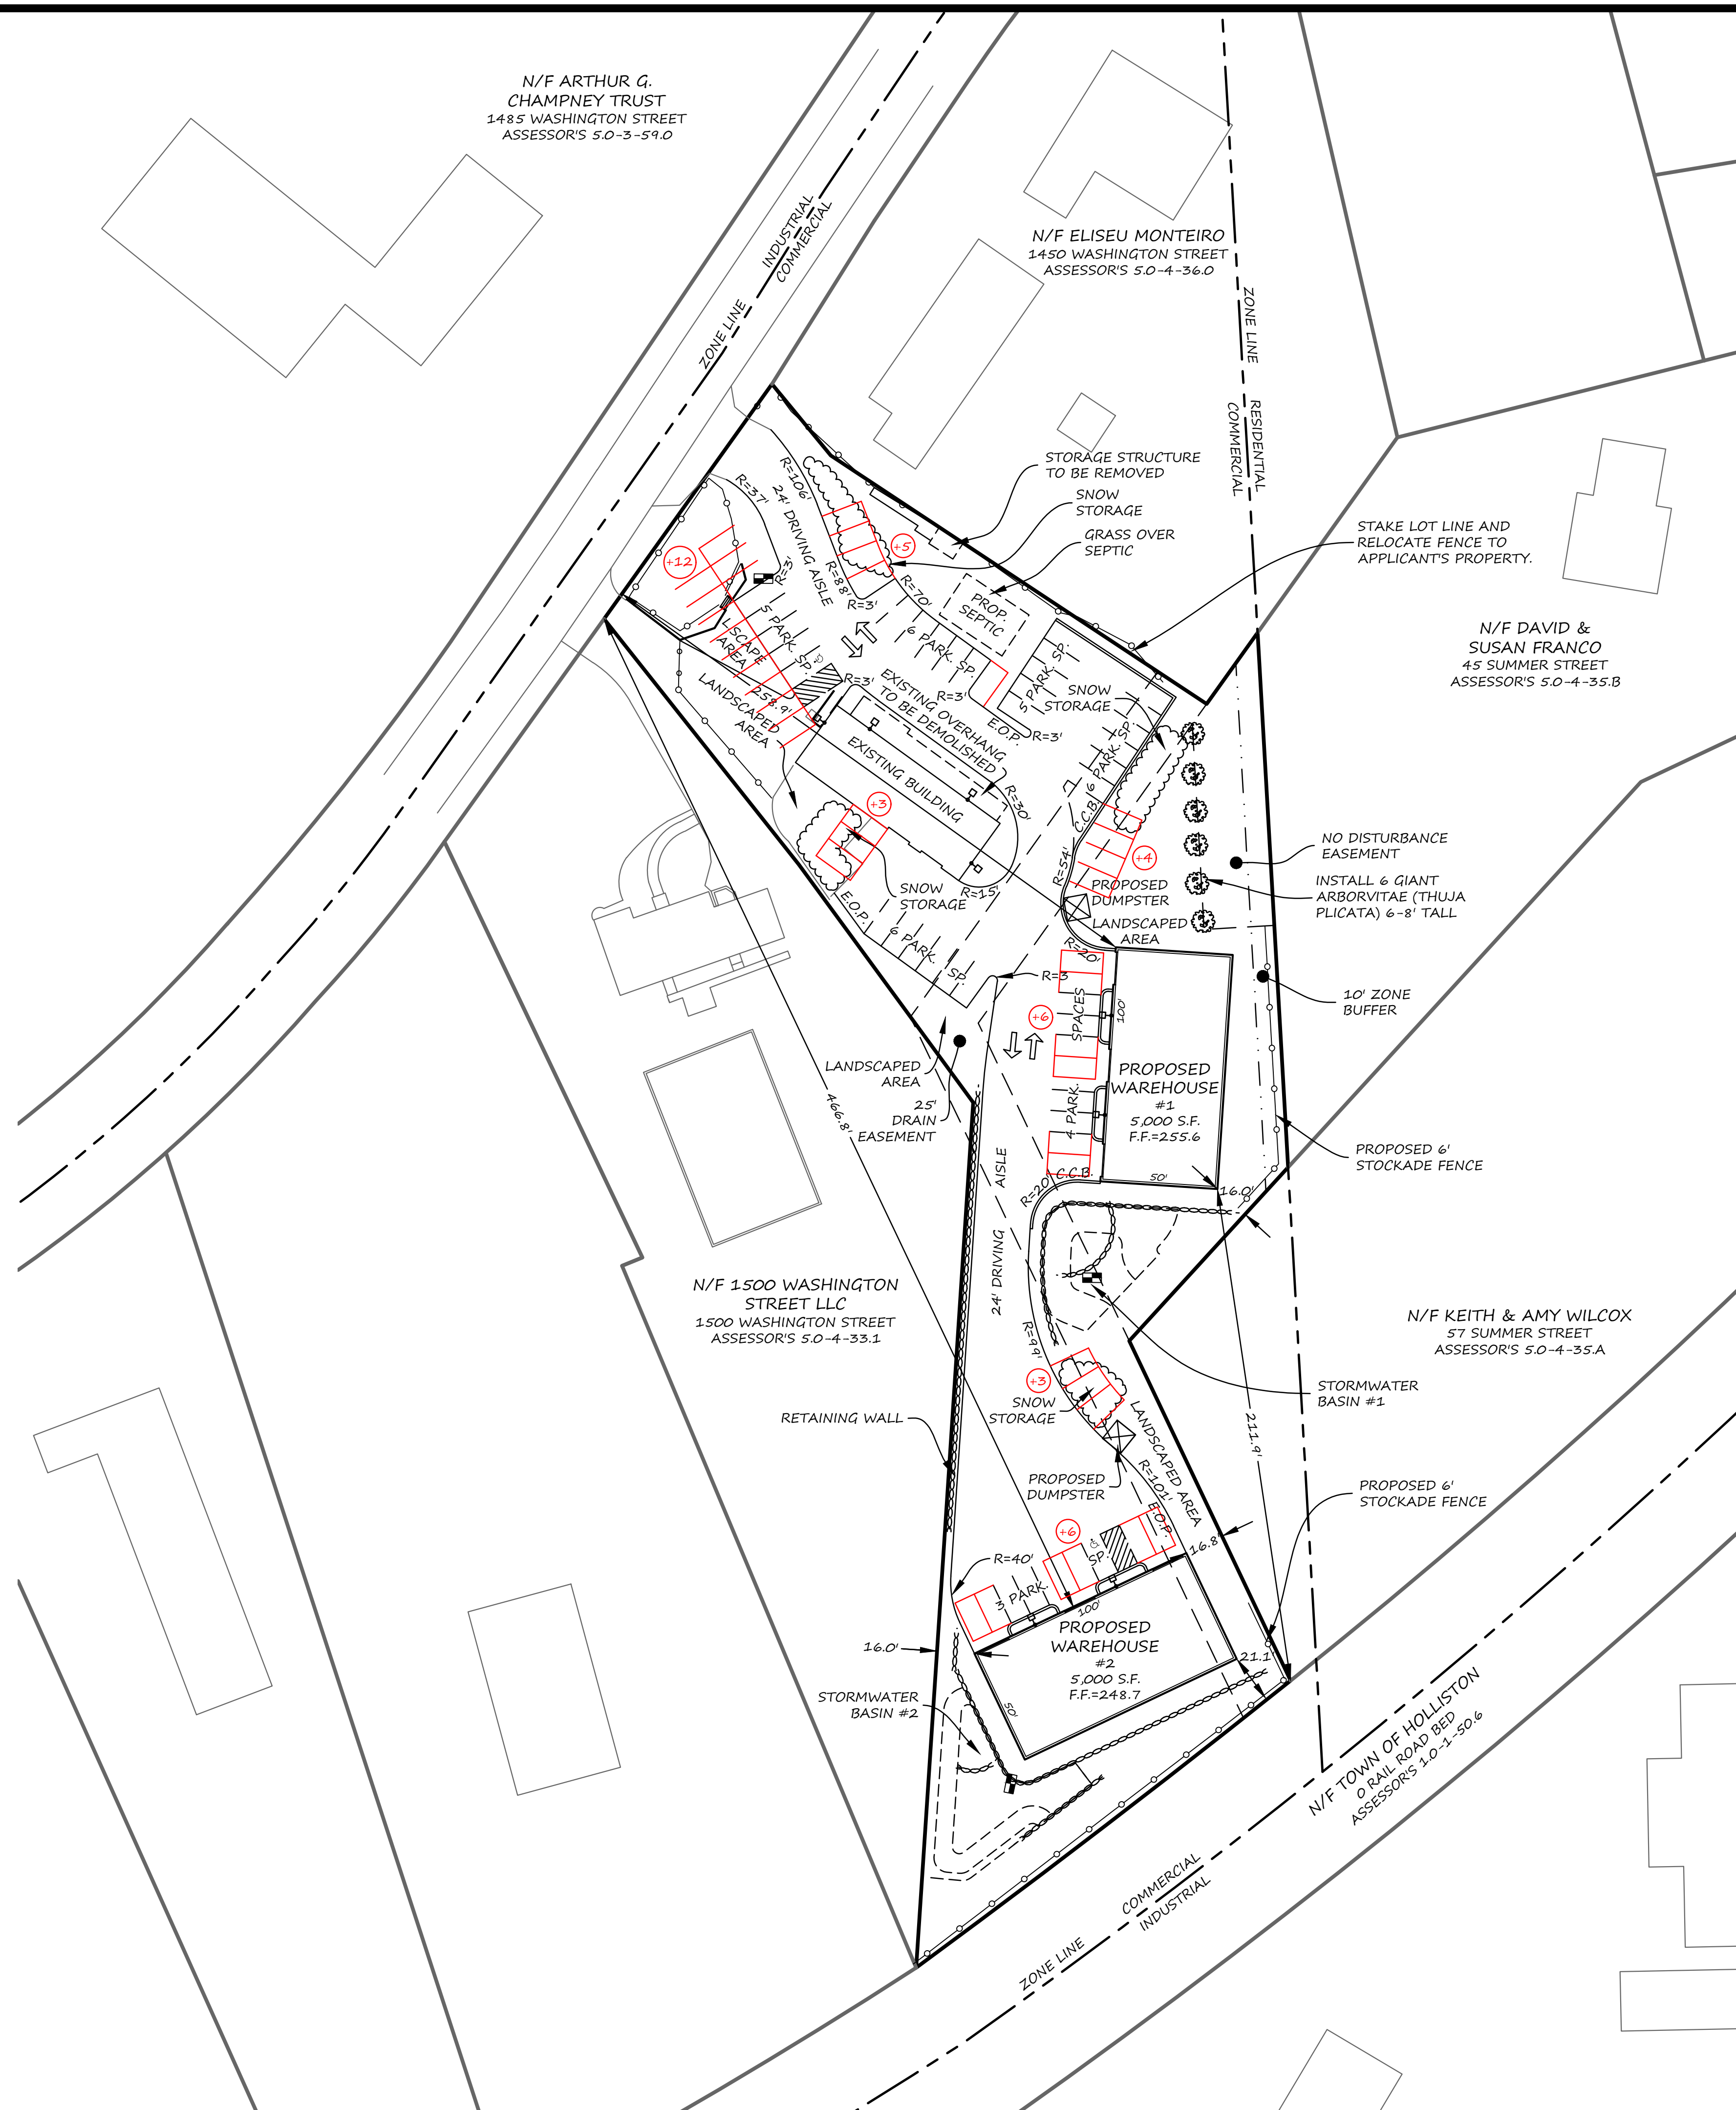 N/F ARTHUR G.
CHAMPNEY TRUST
1485 WASHINGTON STREET
ASSESSOR'S 5.0-3-59.0
INDUSTRIAL
COMMERCIAL
ZONE LINE
N/F ELISEU MONTEIRO
1450 WASHINGTON STREET
ASSESSOR'S 5.0-4-36.0
ZONE LINE
RESIDENTIAL
COMMERCIAL
STORAGE STRUCTURE
TO BE REMOVED
SNOW
STORAGE
GRASS OVER
SEPTIC
STAKE LOT LINE AND
RELOCATE FENCE TO
APPLICANT'S PROPERTY.
N/F DAVID &
SUSAN FRANCO
45 SUMMER STREET
ASSESSOR'S 5.0-4-35.B
R=106'
R=37'
24' DRIVING AISLE
+5
+12
R=3'
R=88'
R=3'
R=70'
PROP.
SEPTIC
5 PARK. SP.
6 PARK. SP.
5 PARK. SP.
L'SCAPE
AREA
LANDSCAPED
AREA
258.9'
R=3'
R=3'
EXISTING OVERHANG
TO BE DEMOLISHED
E.O.P.
R=3'
SNOW
STORAGE
6 PARK. SP.
EXISTING BUILDING
R=30'
C.C.B.
+3
+4
R=54'
SNOW
STORAGE
R=15'
E.O.P.
6 PARK. SP.
PROPOSED
DUMPSTER
LANDSCAPED
AREA
R=20'
NO DISTURBANCE
EASEMENT
INSTALL 6 GIANT
ARBORVITAE (THUJA
PLICATA) 6-8' TALL
10' ZONE
BUFFER
R=3
+6
4 PARK. SPACES
100'
PROPOSED
WAREHOUSE
#1
5,000 S.F.
F.F.=255.6
50'
16.0'
LANDSCAPED
AREA
25'
DRAIN
EASEMENT
466.8'
PROPOSED 6'
STOCKADE FENCE
C.C.B.
R=20'
24' DRIVING AISLE
N/F 1500 WASHINGTON
STREET LLC
1500 WASHINGTON STREET
ASSESSOR'S 5.0-4-33.1
R=99'
N/F KEITH & AMY WILCOX
57 SUMMER STREET
ASSESSOR'S 5.0-4-35.A
STORMWATER
BASIN #1
+3
SNOW
STORAGE
RETAINING WALL
LANDSCAPED AREA
211.9'
PROPOSED
DUMPSTER
R=101'
E.O.P.
PROPOSED 6'
STOCKADE FENCE
+6
16.8'
R=40'
3 PARK. SP.
100'
PROPOSED
WAREHOUSE
#2
5,000 S.F.
F.F.=248.7
50'
16.0'
21.1'
STORMWATER
BASIN #2
N/F TOWN OF HOLLISTON
0 RAIL ROAD BED
ASSESSOR'S 1.0-1-50.6
COMMERCIAL
INDUSTRIAL
ZONE LINE